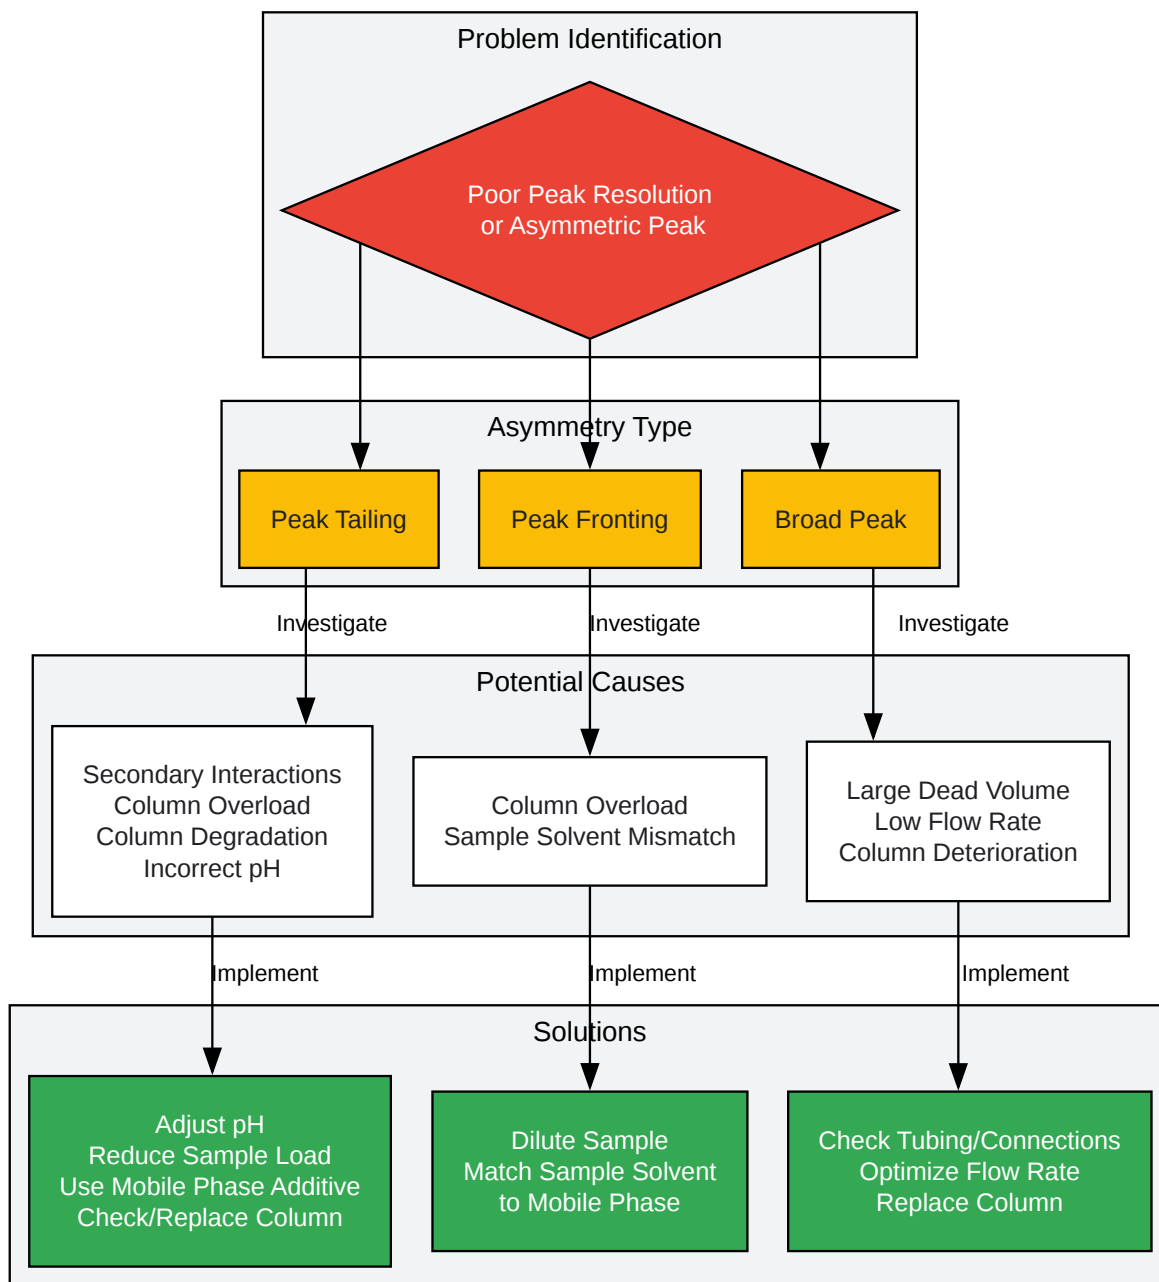 Problem Identification
Poor Peak Resolution
or Asymmetric Peak
Asymmetry Type
Peak Tailing
Peak Fronting
Broad Peak
Investigate
Investigate
Investigate
Potential Causes
Secondary Interactions
Column Overload
Column Degradation
Incorrect pH
Column Overload
Sample Solvent Mismatch
Large Dead Volume
Low Flow Rate
Column Deterioration
Implement
Implement
Implement
Solutions
Adjust pH
Reduce Sample Load
Use Mobile Phase Additive
Check/Replace Column
Dilute Sample
Match Sample Solvent
to Mobile Phase
Check Tubing/Connections
Optimize Flow Rate
Replace Column